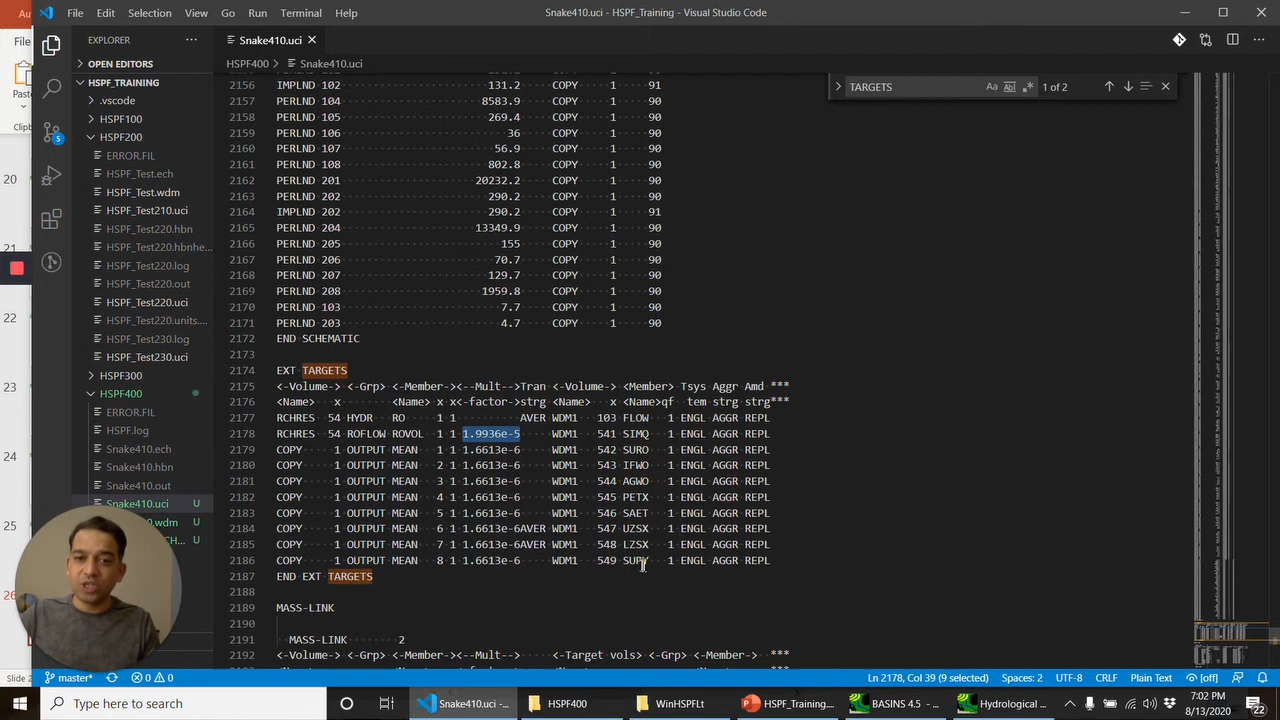 File Edit Selection View Go Run Terminal Help
Snake410.uci - HSPF_Training - Visual Studio Code
File
Paste
Clipb
20
21
22
23
24
25
26
Slide 2
EXPLORER
OPEN EDITORS
HSPF_TRAINING
.vscode
HSPF100
HSPF200
ERROR.FIL
HSPF_Test.ech
HSPF_Test.wdm
HSPF_Test210.uci
HSPF_Test220.hbn
HSPF_Test220.hbnhe...
HSPF_Test220.log
HSPF_Test220.out
HSPF_Test220.uci
HSPF_Test220.units....
HSPF_Test230.log
HSPF_Test230.uci
HSPF300
HSPF400
ERROR.FIL
HSPF.log
Snake410.ech
Snake410.hbn
Snake410.out
Snake410.uci U
U
U
5
Snake410.uci
HSPF400 > Snake410.uci
TARGETS 1 of 2
2156 IMPLND 102 131.2 COPY 1 91
2157 PERLND 104 8583.9 COPY 1 90
2158 PERLND 105 269.4 COPY 1 90
2159 PERLND 106 36 COPY 1 90
2160 PERLND 107 56.9 COPY 1 90
2161 PERLND 108 802.8 COPY 1 90
2162 PERLND 201 20232.2 COPY 1 90
2163 PERLND 202 290.2 COPY 1 90
2164 IMPLND 202 290.2 COPY 1 91
2165 PERLND 204 13349.9 COPY 1 90
2166 PERLND 205 155 COPY 1 90
2167 PERLND 206 70.7 COPY 1 90
2168 PERLND 207 129.7 COPY 1 90
2169 PERLND 208 1959.8 COPY 1 90
2170 PERLND 103 7.7 COPY 1 90
2171 PERLND 203 4.7 COPY 1 90
2172 END SCHEMATIC
2173
2174 EXT TARGETS
2175 <-Volume-> <-Grp> <-Member-><--Mult-->Tran <-Volume-> <Member> Tsys Aggr Amd ***
2176 <Name> x <Name> x x<-factor->strg <Name> x <Name>qf tem strg strg***
2177 RCHRES 54 HYDR RO 1 1 AVER WDM1 103 FLOW 1 ENGL AGGR REPL
2178 RCHRES 54 ROFLOW ROVOL 1 1 1.9936e-5 WDM1 541 SIMQ 1 ENGL AGGR REPL
2179 COPY 1 OUTPUT MEAN 1 1 1.6613e-6 WDM1 542 SURO 1 ENGL AGGR REPL
2180 COPY 1 OUTPUT MEAN 2 1 1.6613e-6 WDM1 543 IFWO 1 ENGL AGGR REPL
2181 COPY 1 OUTPUT MEAN 3 1 1.6613e-6 WDM1 544 AGWO 1 ENGL AGGR REPL
2182 COPY 1 OUTPUT MEAN 4 1 1.6613e-6 WDM1 545 PETX 1 ENGL AGGR REPL
2183 COPY 1 OUTPUT MEAN 5 1 1.6613e-6 WDM1 546 SAET 1 ENGL AGGR REPL
2184 COPY 1 OUTPUT MEAN 6 1 1.6613e-6AVER WDM1 547 UZSX 1 ENGL AGGR REPL
2185 COPY 1 OUTPUT MEAN 7 1 1.6613e-6AVER WDM1 548 LZSX 1 ENGL AGGR REPL
2186 COPY 1 OUTPUT MEAN 8 1 1.6613e-6 WDM1 549 SUPY 1 ENGL AGGR REPL
2187 END EXT TARGETS
2188
2189 MASS-LINK
2190
2191 MASS-LINK 2
2192 <-Volume-> <-Grp> <-Member-><--Mult--> <-Target vols> <-Grp> <-Member-> ***
master* 0 0 Ln 2178, Col 39 (9 selected) Spaces: 2 UTF-8 CRLF Plain Text [off]
Type here to search
Snake410.uci - ...
HSPF400
WinHSPFLt
HSPF_Training...
BASINS 4.5 - ...
Hydrological ...
7:02 PM
8/13/2020